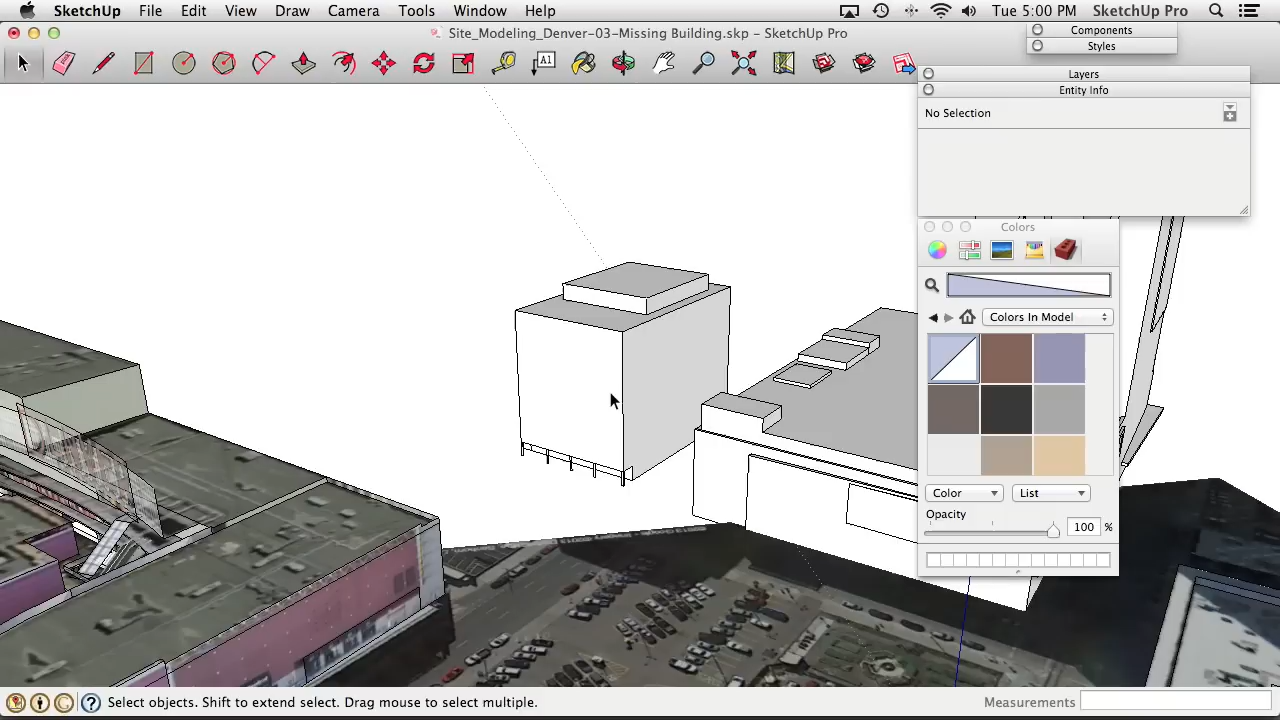 SketchUp File Edit View Draw Camera Tools Window Help Tue 5:00 PM SketchUp Pro
Site_Modeling_Denver-03-Missing Building.skp – SketchUp Pro
Components
Styles
A1
Layers
Entity Info
No Selection
Colors
Colors In Model
Color List
Opacity
100 %
Select objects. Shift to extend select. Drag mouse to select multiple.
Measurements